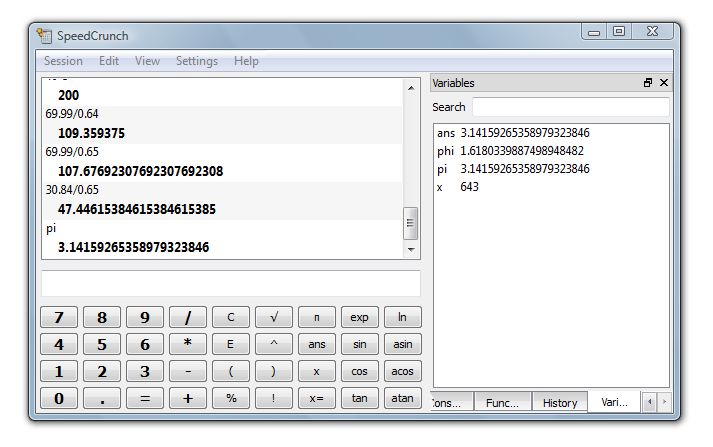 SpeedCrunch
Session Edit View Settings Help
200
69.99/0.64
109.359375
69.99/0.65
107.67692307692307692308
30.84/0.65
47.44615384615384615385
pi
3.14159265358979323846
Variables
Search
ans 3.14159265358979323846
phi 1.6180339887498948482
pi 3.14159265358979323846
x 643
7 8 9 / C √ π exp ln
4 5 6 * E ^ ans sin asin
1 2 3 - ( ) x cos acos
0 . = + % ! x= tan atan
Cons... Func... History Vari...